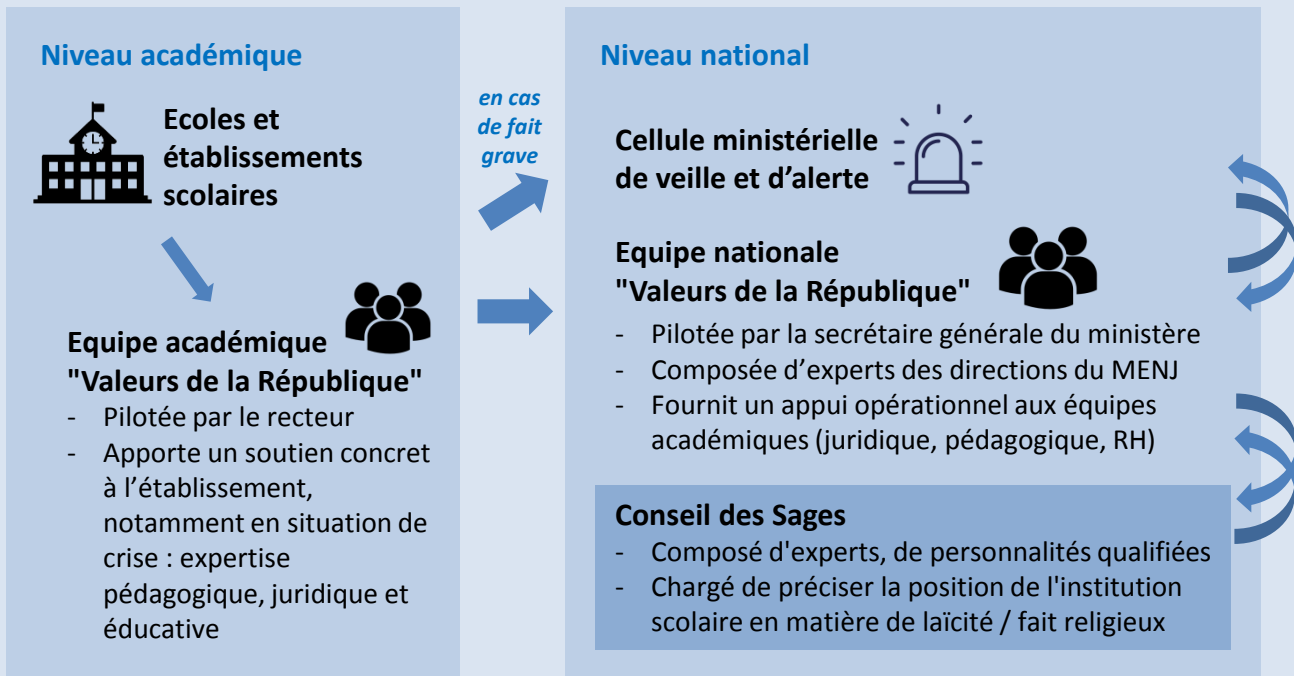 Niveau académique
Ecoles et
établissements
scolaires
Equipe académique
"Valeurs de la République"
- Pilotée par le recteur
- Apporte un soutien concret
à l'établissement,
notamment en situation de
crise : expertise
pédagogique, juridique et
éducative
en cas
de fait
grave
Niveau national
Cellule ministérielle
de veille et d’alerte
Equipe nationale
"Valeurs de la République"
- Pilotée par la secrétaire générale du ministère
- Composée d’experts des directions du MENJ
- Fournit un appui opérationnel aux équipes
académiques (juridique, pédagogique, RH)
Conseil des Sages
- Composé d'experts, de personnalités qualifiées
- Chargé de préciser la position de l'institution
scolaire en matière de laïcité / fait religieux